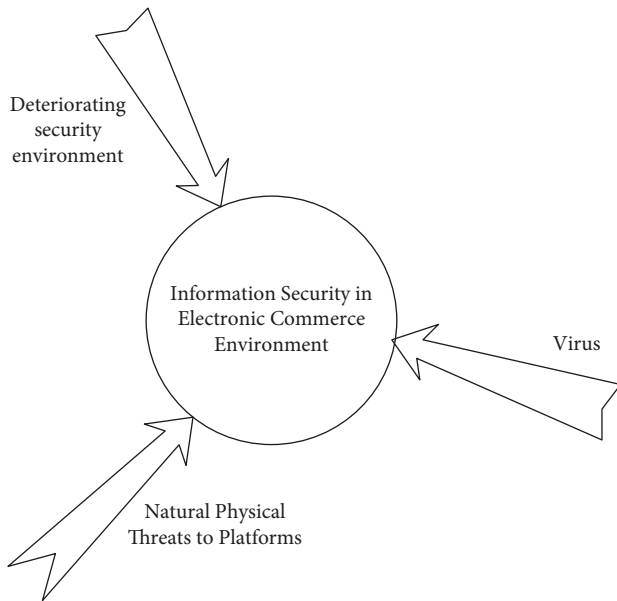 Deteriorating
security
environment
Information Security in
Electronic Commerce
Environment
Virus
Natural Physical
Threats to Platforms